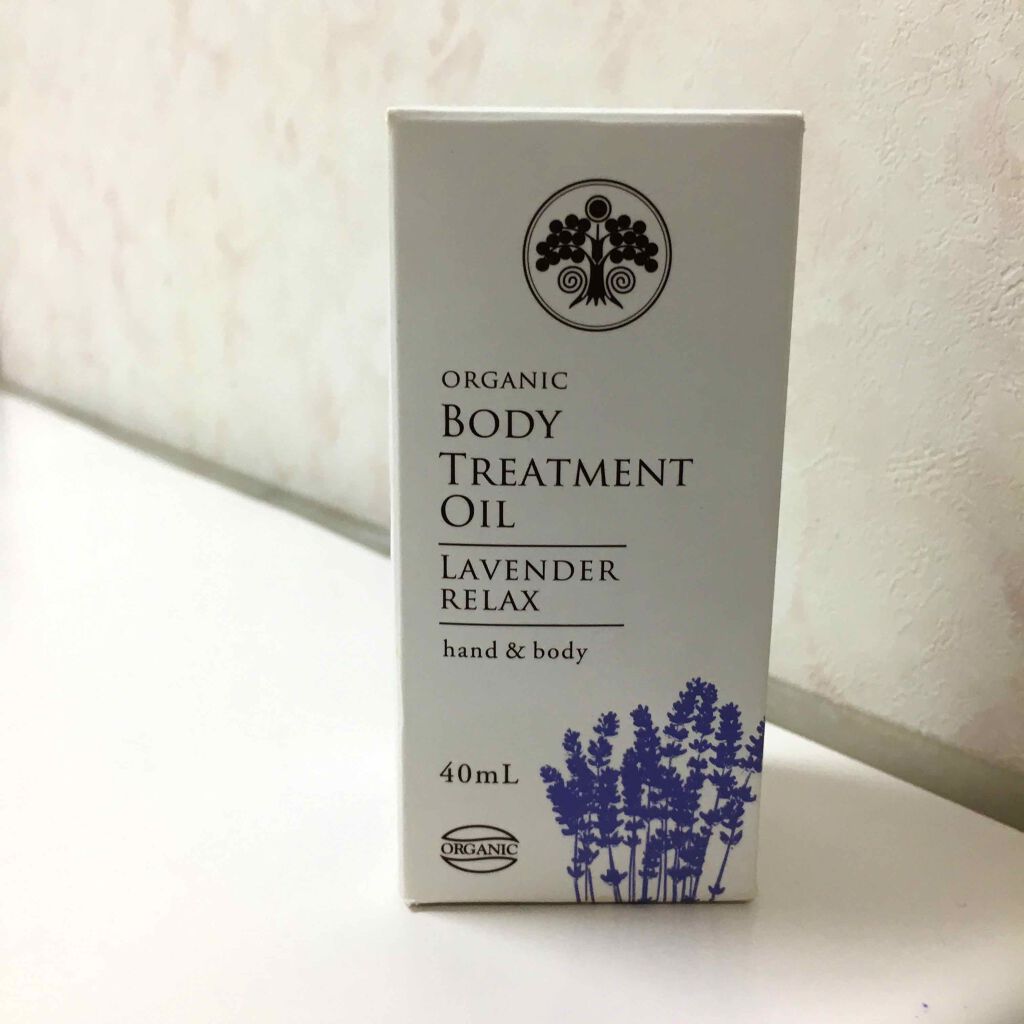 ORGANIC
BODY
TREATMENT
OIL
LAVENDER
RELAX
hand & body
40mL
ORGANIC